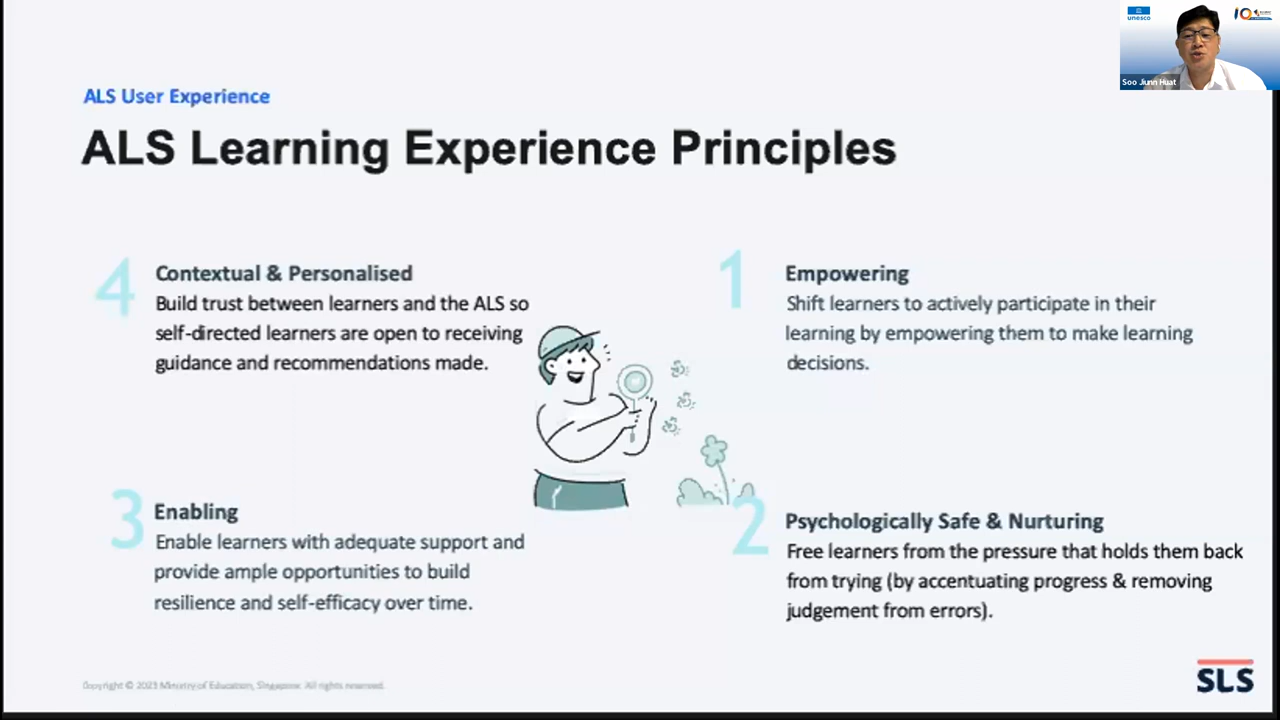 unesco
IO
Soo Jiunn Huat
ALS User Experience
ALS Learning Experience Principles
4
Contextual & Personalised
Build trust between learners and the ALS so
self-directed learners are open to receiving
guidance and recommendations made.
1
Empowering
Shift learners to actively participate in their
learning by empowering them to make learning
decisions.
3
Enabling
Enable learners with adequate support and
provide ample opportunities to build
resilience and self-efficacy over time.
2
Psychologically Safe & Nurturing
Free learners from the pressure that holds them back
from trying (by accentuating progress & removing
judgement from errors).
Copyright © 2023 Ministry of Education, Singapore. All rights reserved.
SLS